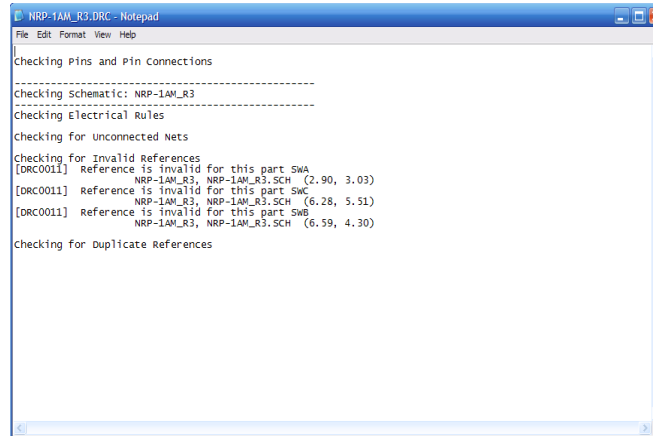 NRP-1AM_R3.DRC - Notepad
File Edit Format View Help
Checking Pins and Pin Connections
--------------------------------------------------
Checking Schematic: NRP-1AM_R3
--------------------------------------------------
Checking Electrical Rules
Checking for Unconnected Nets
Checking for Invalid References
[DRC0011] Reference is invalid for this part SWA
NRP-1AM_R3, NRP-1AM_R3.SCH (2.90, 3.03)
[DRC0011] Reference is invalid for this part SWC
NRP-1AM_R3, NRP-1AM_R3.SCH (6.28, 5.51)
[DRC0011] Reference is invalid for this part SWB
NRP-1AM_R3, NRP-1AM_R3.SCH (6.59, 4.30)
Checking for Duplicate References